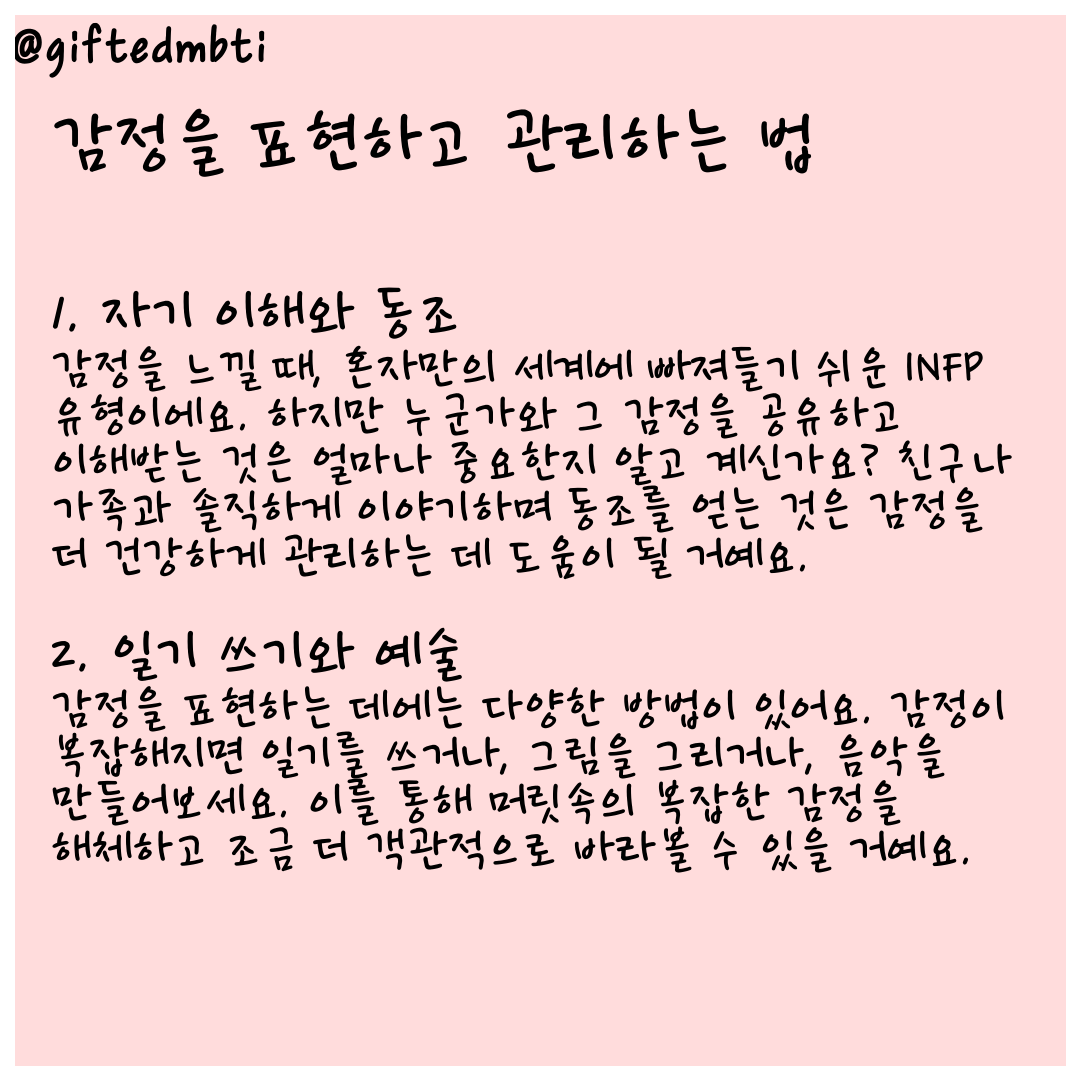 @giftedmbti
감정을 표현하고 관리하는 법
1. 자기 이해와 동조
감정을 느낄 때, 혼자만의 세계에 빠져들기 쉬운 INFP
유형이에요. 하지만 누군가와 그 감정을 공유하고
이해받는 것은 얼마나 중요한지 알고 계신가요? 친구나
가족과 솔직하게 이야기하며 동조를 얻는 것은 감정을
더 건강하게 관리하는 데 도움이 될 거예요.
2. 일기 쓰기와 예술
감정을 표현하는 데에는 다양한 방법이 있어요. 감정이
복잡해지면 일기를 쓰거나, 그림을 그리거나, 음악을
만들어보세요. 이를 통해 머릿속의 복잡한 감정을
해체하고 조금 더 객관적으로 바라볼 수 있을 거예요.